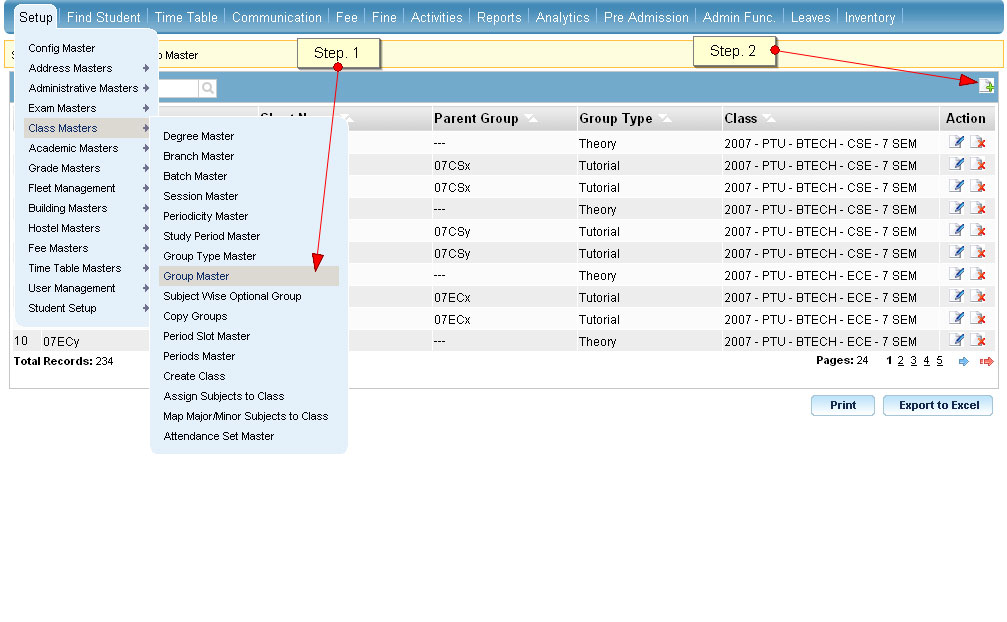 Setup Find Student Time Table Communication Fee Fine Activities Reports Analytics Pre Admission Admin Func. Leaves Inventory
Step. 1
Step. 2
Master
Config Master
Address Masters
Administrative Masters
Exam Masters
Class Masters
Academic Masters
Grade Masters
Fleet Management
Building Masters
Hostel Masters
Fee Masters
Time Table Masters
User Management
Student Setup
Degree Master
Branch Master
Batch Master
Session Master
Periodicity Master
Study Period Master
Group Type Master
Group Master
Subject Wise Optional Group
Copy Groups
Period Slot Master
Periods Master
Create Class
Assign Subjects to Class
Map Major/Minor Subjects to Class
Attendance Set Master
Parent Group Group Type Class Action
--- Theory 2007 - PTU - BTECH - CSE - 7 SEM
07CSx Tutorial 2007 - PTU - BTECH - CSE - 7 SEM
07CSx Tutorial 2007 - PTU - BTECH - CSE - 7 SEM
--- Theory 2007 - PTU - BTECH - CSE - 7 SEM
07CSy Tutorial 2007 - PTU - BTECH - CSE - 7 SEM
07CSy Tutorial 2007 - PTU - BTECH - CSE - 7 SEM
--- Theory 2007 - PTU - BTECH - ECE - 7 SEM
07ECx Tutorial 2007 - PTU - BTECH - ECE - 7 SEM
07ECx Tutorial 2007 - PTU - BTECH - ECE - 7 SEM
10 07ECy --- Theory 2007 - PTU - BTECH - ECE - 7 SEM
Total Records: 234 Pages: 24 1 2 3 4 5
Print Export to Excel